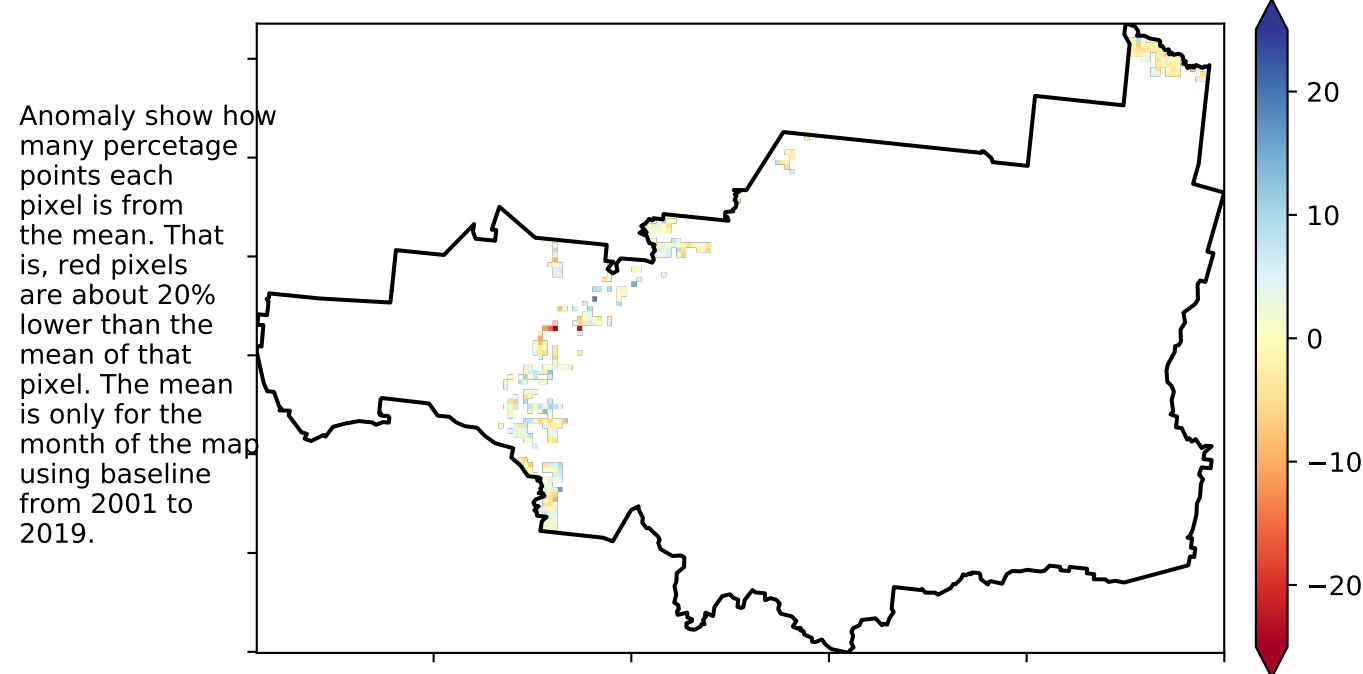 Anomaly show how
many percetage
points each
pixel is from
the mean. That
is, red pixels
are about 20%
lower than the
mean of that
pixel. The mean
is only for the
month of the map
using baseline
from 2001 to
2019.
20
10
0
−10
−20